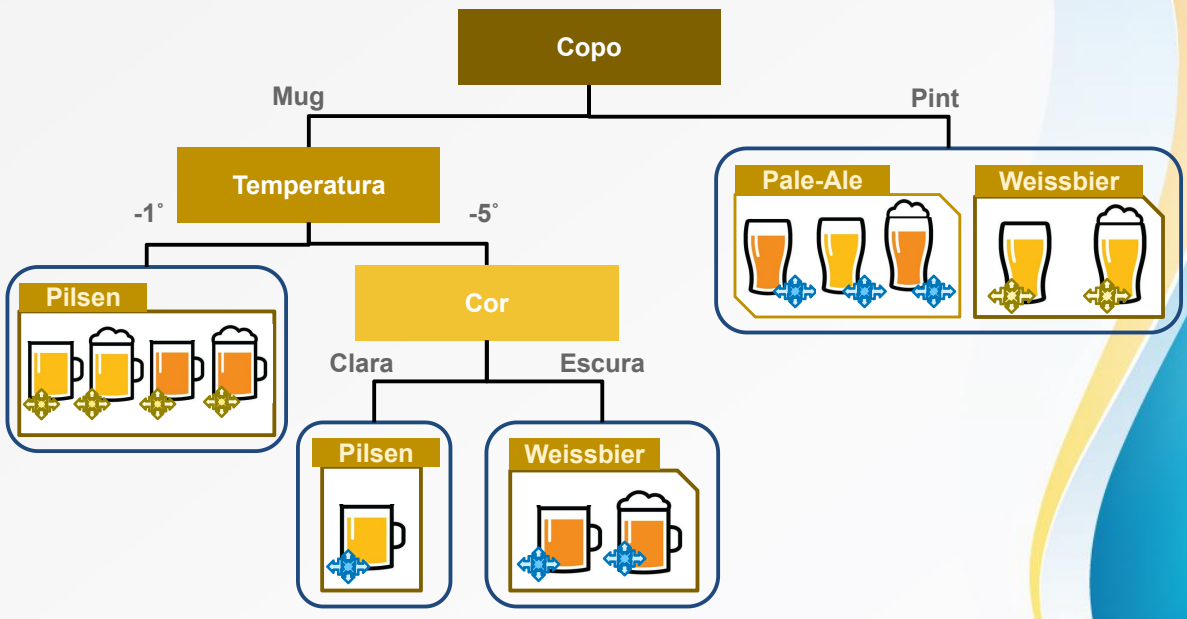 Copo
Mug
Pint
Temperatura
Pale-Ale
Weissbier
-1°
-5°
Pilsen
Cor
Clara
Escura
Pilsen
Weissbier